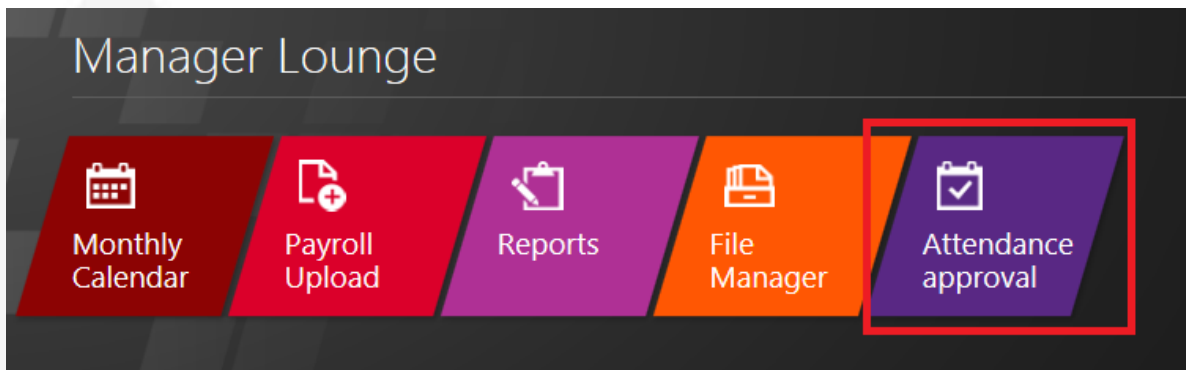 Manager Lounge
Monthly
Calendar
Payroll
Upload
Reports
File
Manager
Attendance
approval